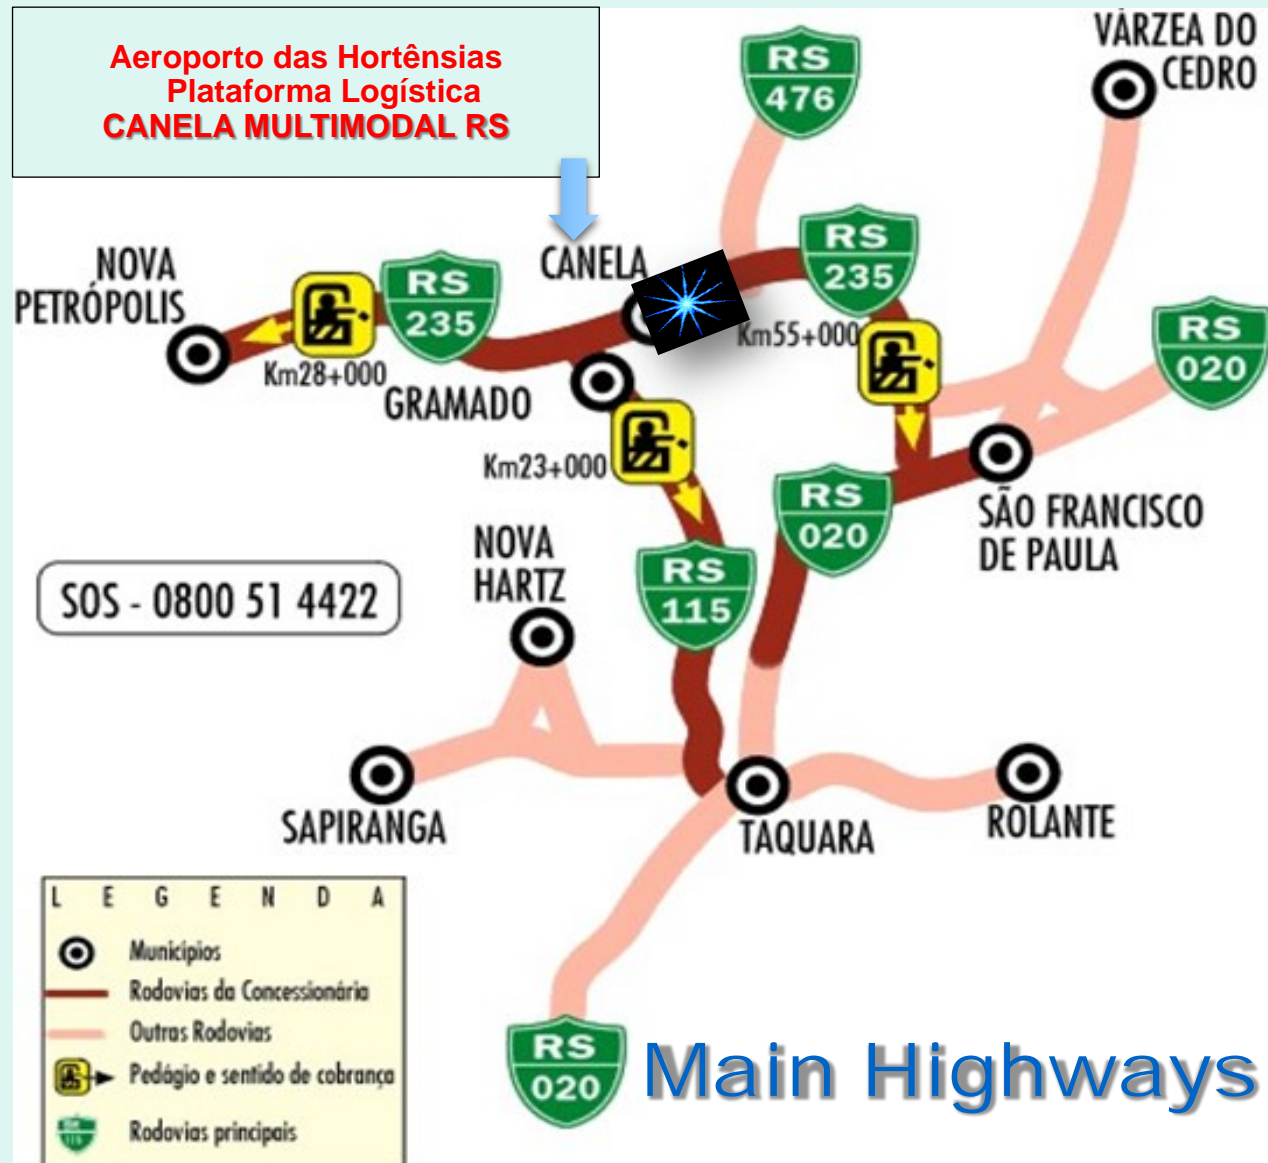 Aeroporto das Hortênsias
Plataforma Logística
CANELA MULTIMODAL RS
RS
476
VÁRZEA DO
CEDRO
NOVA
PETRÓPOLIS
RS
235
CANELA
RS
235
Km28+000
Km55+000
RS
020
GRAMADO
Km23+000
RS
020
SÃO FRANCISCO
DE PAULA
NOVA
HARTZ
RS
115
SOS - 0800 51 4422
SAPIRANGA
TAQUARA
ROLANTE
LEGENDA
Municípios
Rodovias da Concessionária
Outras Rodovias
Pedágio e sentido de cobrança
Rodovias principais
RS
020
Main Highways